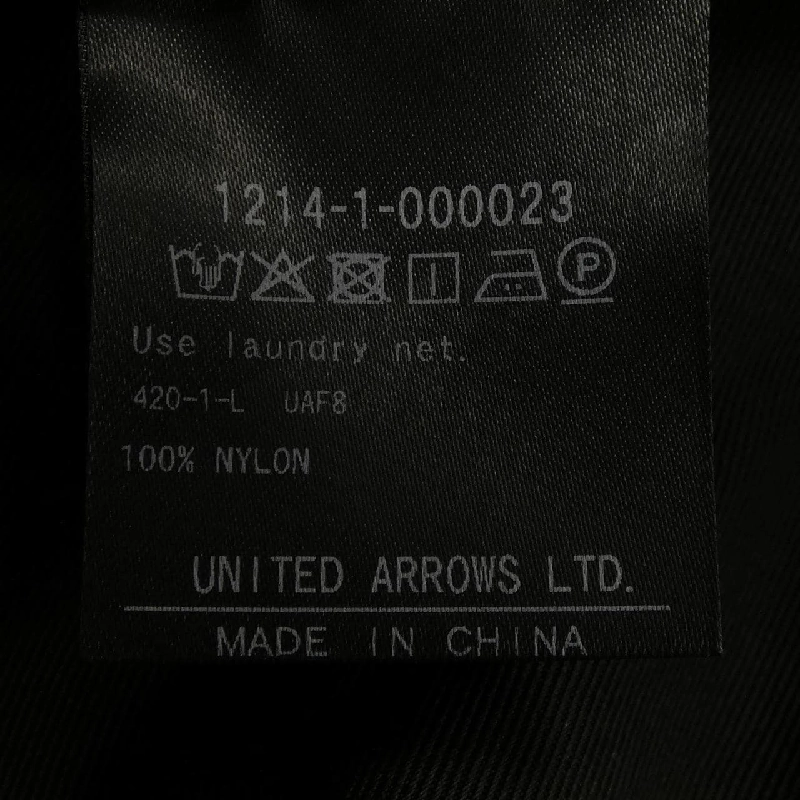 1214-1-000023
P
Use laundry net.
420-1-L UAF8
100% NYLON
UNITED ARROWS LTD.
MADE IN CHINA